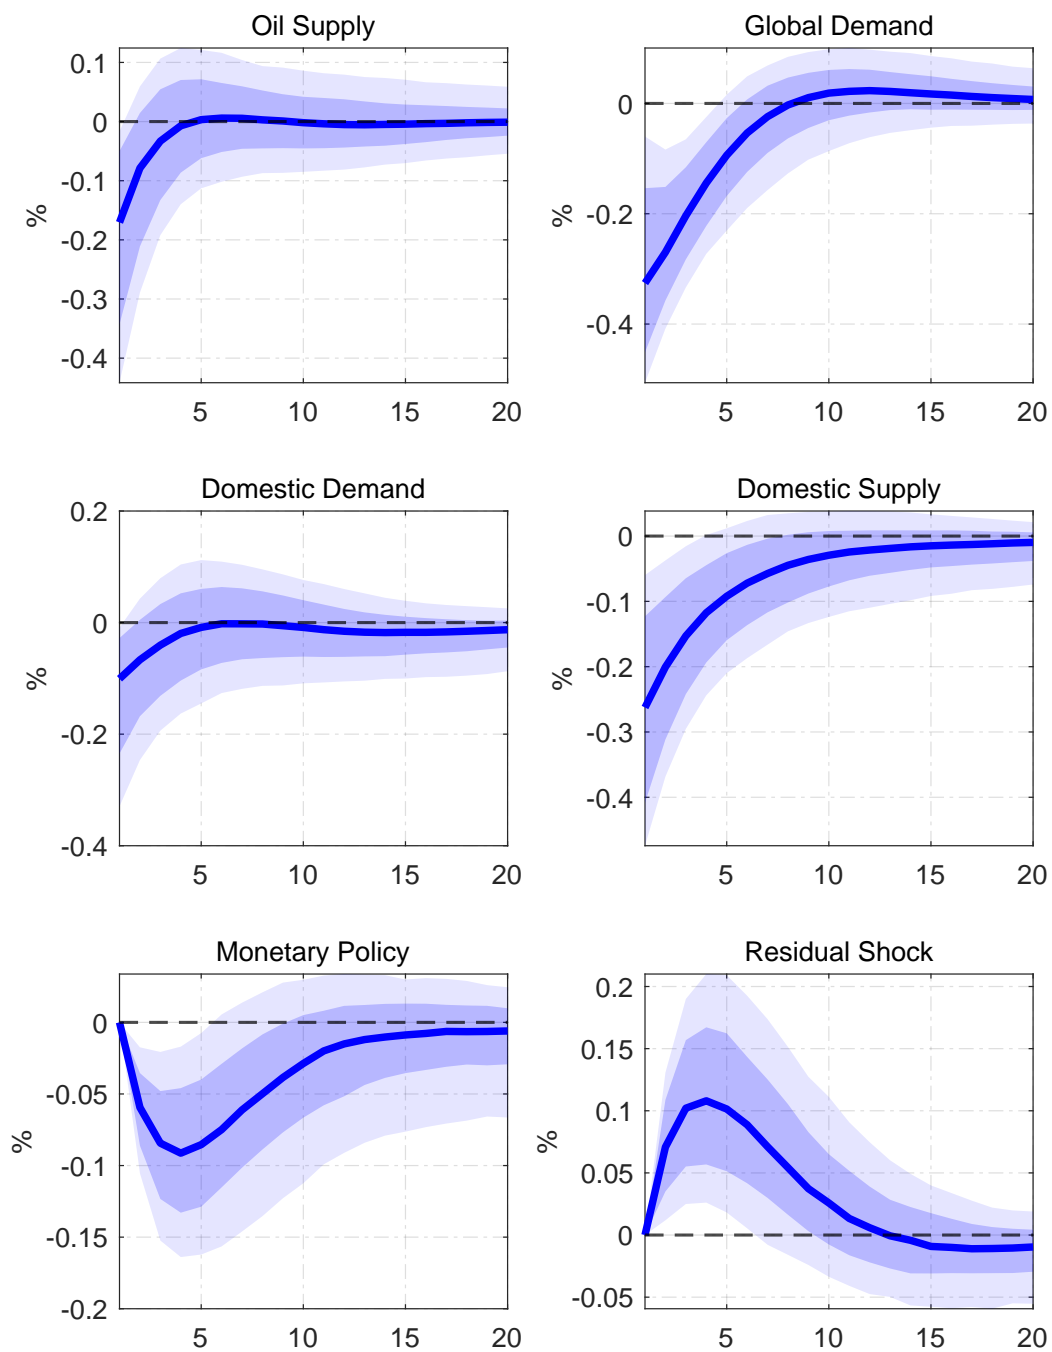 Oil Supply
0.1
0
-0.1
-0.2
-0.3
-0.4
%
5 10 15 20
Global Demand
0
-0.2
-0.4
%
5 10 15 20
Domestic Demand
0.2
0
-0.2
-0.4
%
5 10 15 20
Domestic Supply
0
-0.1
-0.2
-0.3
-0.4
%
5 10 15 20
Monetary Policy
0
-0.05
-0.1
-0.15
-0.2
%
5 10 15 20
Residual Shock
0.2
0.15
0.1
0.05
0
-0.05
%
5 10 15 20